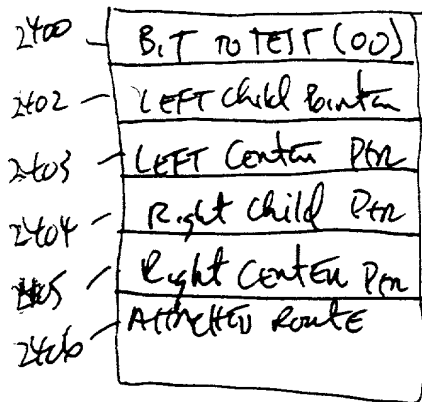 2400 BIT TO TEST (00)
2402 LEFT Child Pointer
2403 LEFT Center Ptr
2404 Right Child Ptr
2405 Right Center Ptr
2406 Attached Route